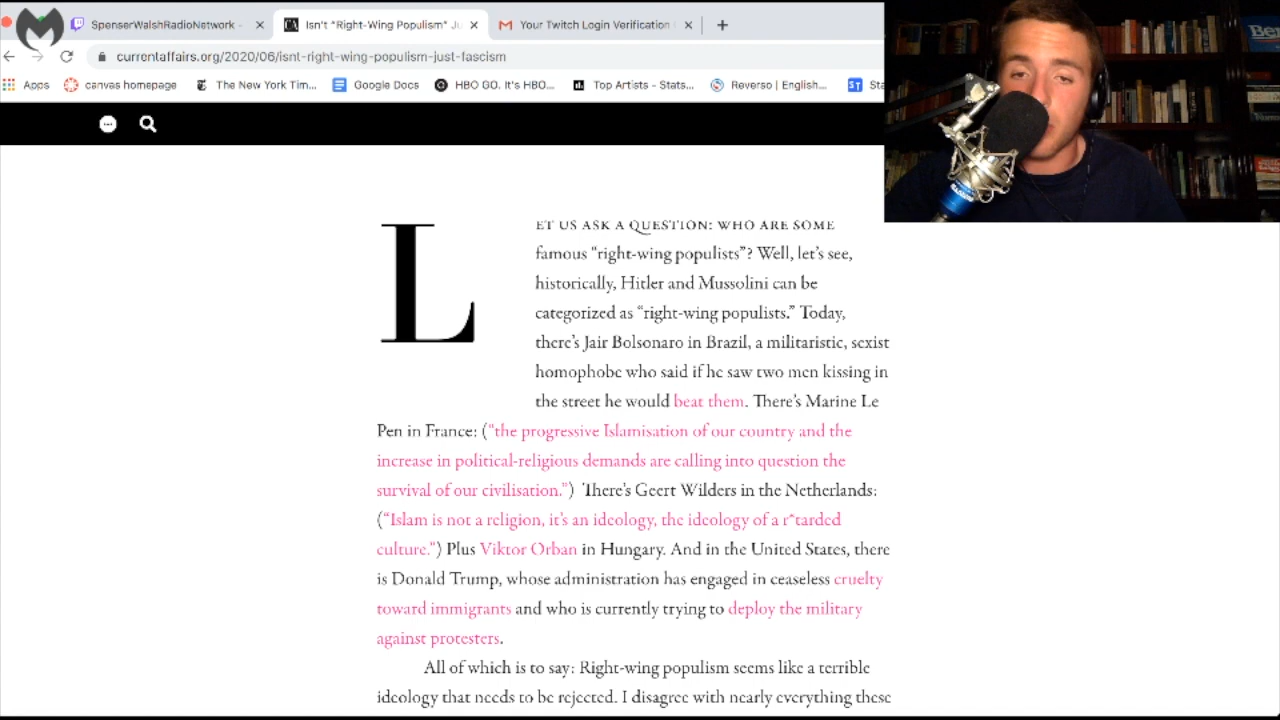 SpenserWalshRadioNetwork -
CA
Isn't "Right-Wing Populism" Ju
Your Twitch Login Verification
currentaffairs.org/2020/06/isnt-right-wing-populism-just-fascism
Apps
canvas homepage
The New York Tim...
Google Docs
HBO GO. It's HBO...
Top Artistes - Stats...
Reverso | English...
ST
Sta
LET US ASK A QUESTION: WHO ARE SOME
famous “right-wing populists”? Well, let’s see,
historically, Hitler and Mussolini can be
categorized as “right-wing populists.” Today,
there’s Jair Bolsonaro in Brazil, a militaristic, sexist
homophobe who said if he saw two men kissing in
the street he would beat them. There’s Marine Le
Pen in France: (“the progressive Islamisation of our country and the
increase in political-religious demands are calling into question the
survival of our civilisation.”) There’s Geert Wilders in the Netherlands:
(“Islam is not a religion, it’s an ideology, the ideology of a r*tarded
culture.”) Plus Viktor Orban in Hungary. And in the United States, there
is Donald Trump, whose administration has engaged in ceaseless cruelty
toward immigrants and who is currently trying to deploy the military
against protesters.
All of which is to say: Right-wing populism seems like a terrible
ideology that needs to be rejected. I disagree with nearly everything these